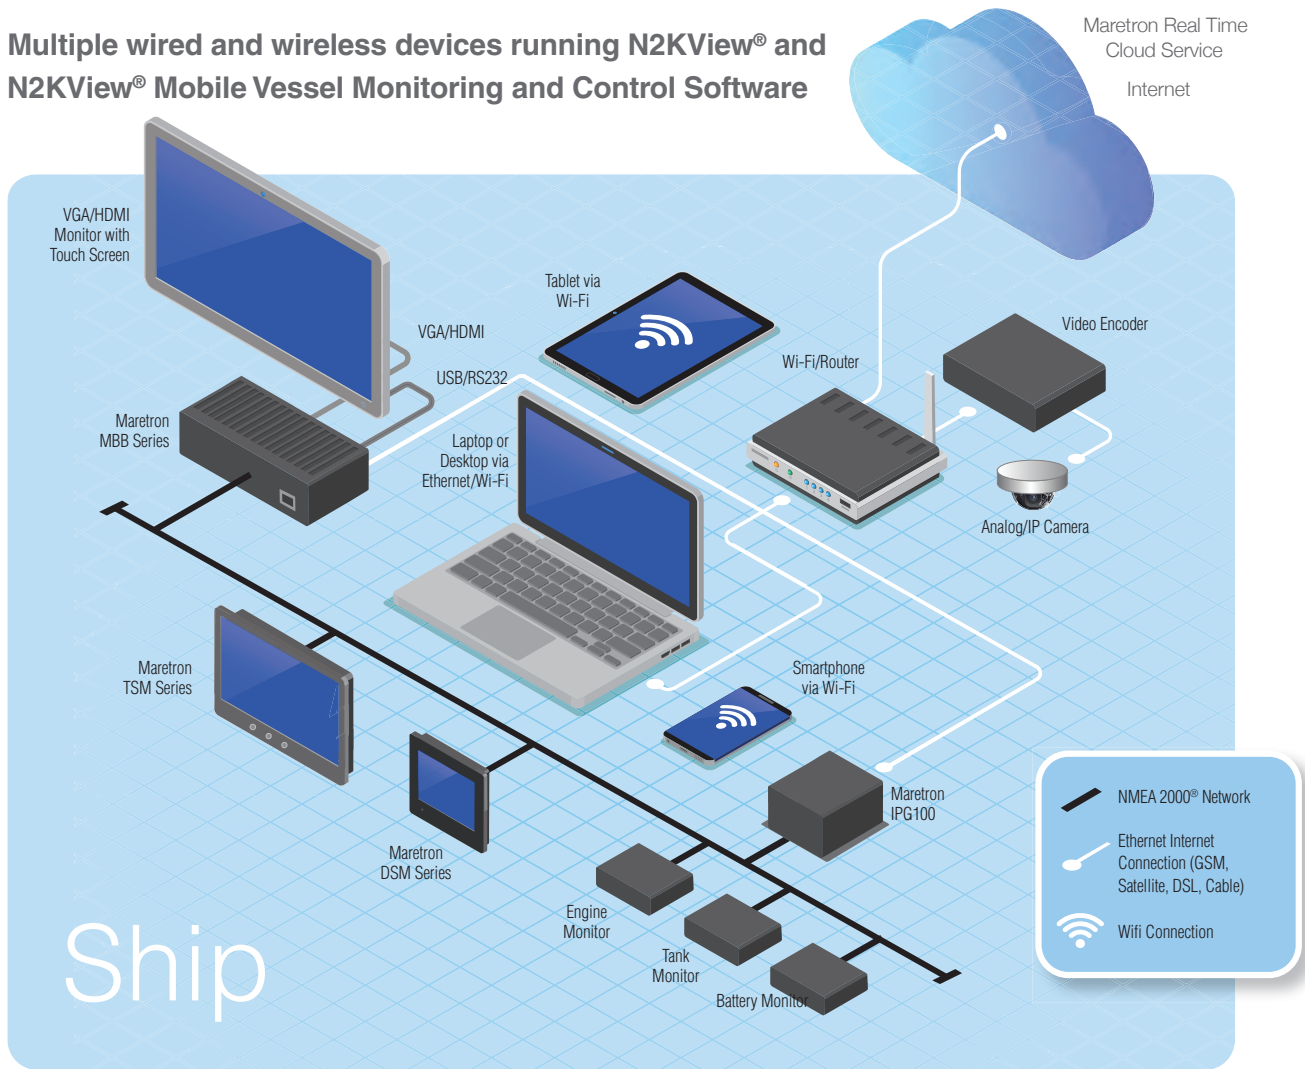 Multiple wired and wireless devices running N2KView® and
N2KView® Mobile Vessel Monitoring and Control Software
Maretron Real Time
Cloud Service
Internet
VGA/HDMI
Monitor with
Touch Screen
Tablet via
Wi-Fi
Video Encoder
VGA/HDMI
Wi-Fi/Router
USB/RS232
Maretron
MBB Series
Laptop or
Desktop via
Ethernet/Wi-Fi
Analog/IP Camera
Maretron
TSM Series
Smartphone
via Wi-Fi
Maretron
IPG100
Maretron
DSM Series
Engine
Monitor
Tank
Monitor
Battery Monitor
Ship
NMEA 2000® Network
Ethernet Internet
Connection (GSM,
Satellite, DSL, Cable)
Wifi Connection